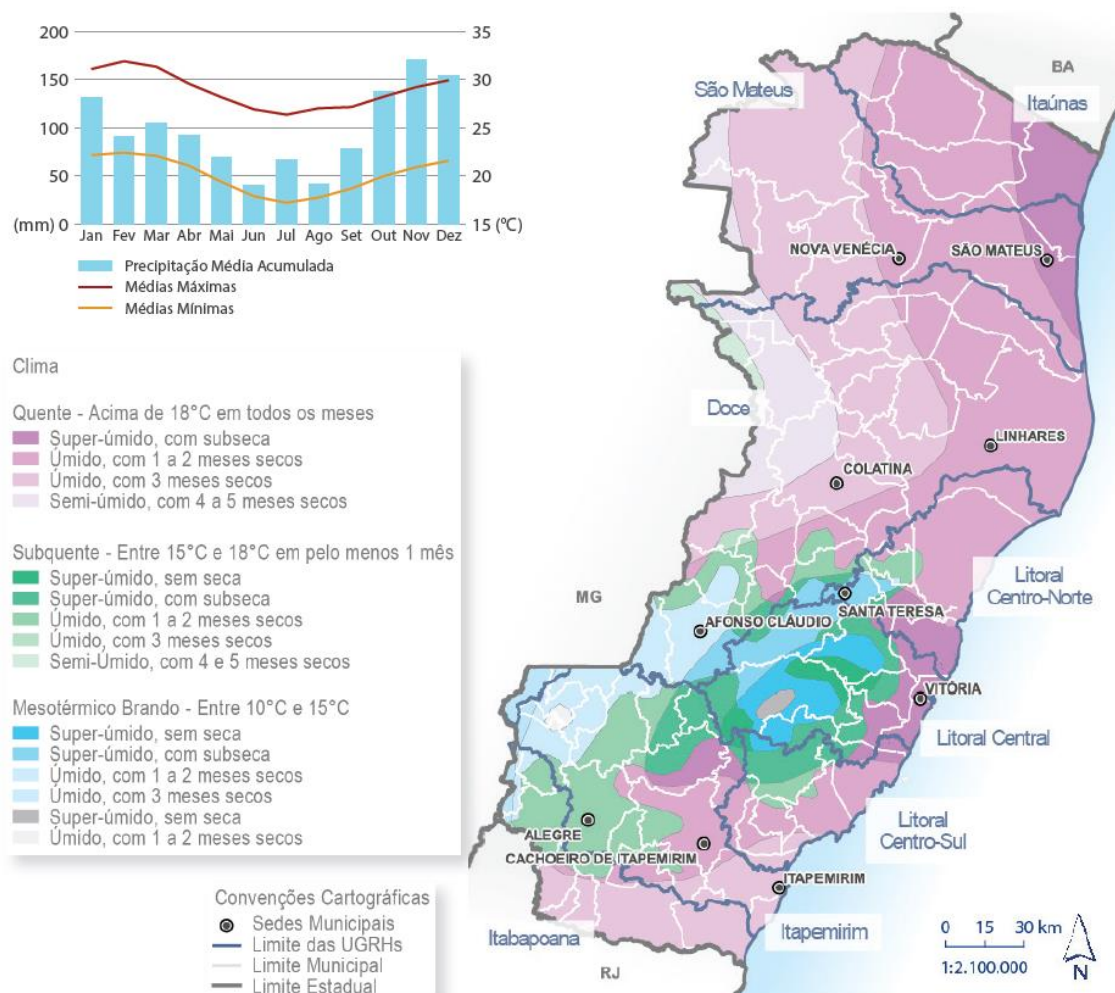 200
150
100
50
(mm) 0
35
30
25
20
15 (ºC)
Jan Fev Mar Abr Mai Jun Jul Ago Set Out Nov Dez
Precipitação Média Acumulada
Médias Máximas
Médias Mínimas
Clima
Quente - Acima de 18°C em todos os meses
Super-úmido, com subseca
Úmido, com 1 a 2 meses secos
Úmido, com 3 meses secos
Semi-úmido, com 4 a 5 meses secos
Subquente - Entre 15°C e 18°C em pelo menos 1 mês
Super-úmido, sem seca
Super-úmido, com subseca
Úmido, com 1 a 2 meses secos
Úmido, com 3 meses secos
Semi-Úmido, com 4 e 5 meses secos
Mesotérmico Brando - Entre 10°C e 15°C
Super-úmido, sem seca
Super-úmido, com subseca
Úmido, com 1 a 2 meses secos
Úmido, com 3 meses secos
Super-úmido, sem seca
Úmido, com 1 a 2 meses secos
Convenções Cartográficas
Sedes Municipais
Limite das UGRHs
Limite Municipal
Limite Estadual
BA
São Mateus
Itaúnas
NOVA VENÉCIA
SÃO MATEUS
Doce
LINHARES
COLATINA
Litoral
Centro-Norte
MG
SANTA TERESA
AFONSO CLÁUDIO
VITÓRIA
Litoral Central
Litoral
Centro-Sul
ALEGRE
CACHOEIRO DE ITAPEMIRIM
ITAPEMIRIM
Itabapoana
Itapemirim
RJ
0 15 30 km
1:2.100.000
N